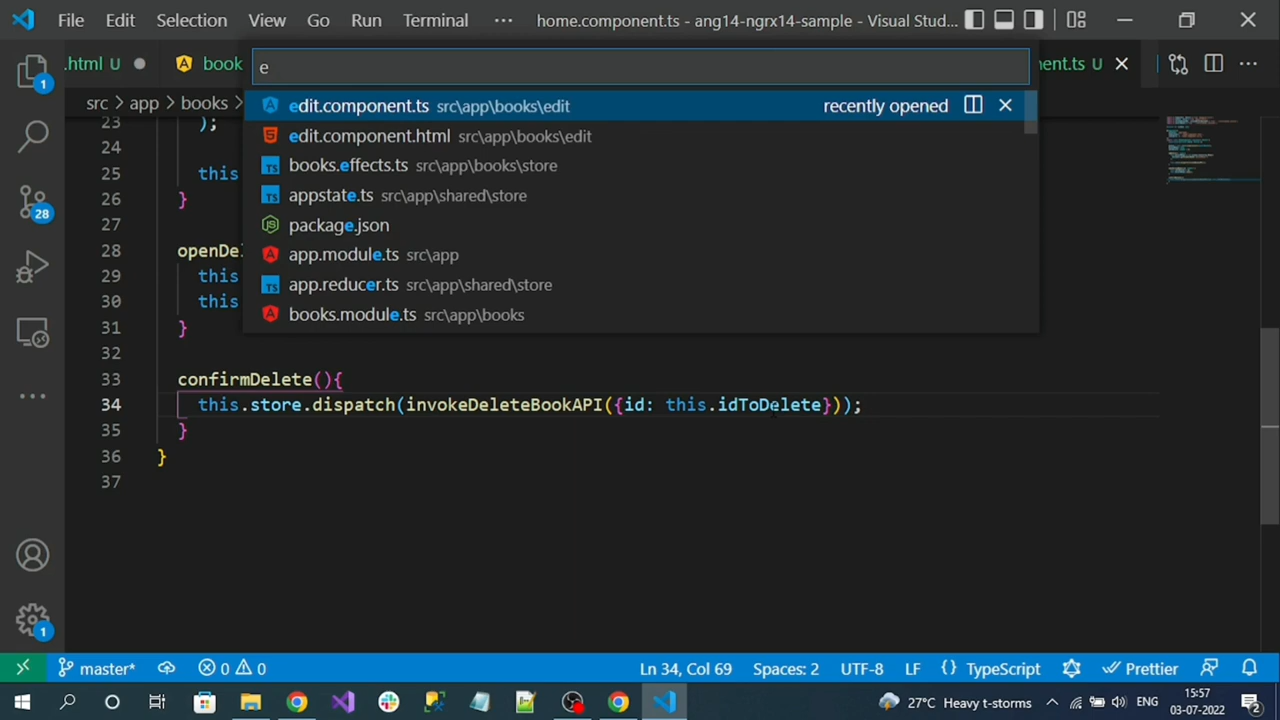 File Edit Selection View Go Run Terminal ··· home.component.ts - ang14-ngrx14-sample - Visual Stud...
.html U book nent.ts U
e
src > app > books >
edit.component.ts src\app\books\edit recently opened
edit.component.html src\app\books\edit
books.effects.ts src\app\books\store
appstate.ts src\app\shared\store
package.json
app.module.ts src\app
app.reducer.ts src\app\shared\store
books.module.ts src\app\books
23 );
24
25 this
26 }
27
28 openDel
29 this
30 this
31 }
32
33 confirmDelete(){
34 this.store.dispatch(invokeDeleteBookAPI({id: this.idToDelete}));
35 }
36 }
37
1
28
1
master* 0 0 Ln 34, Col 69 Spaces: 2 UTF-8 LF {} TypeScript Prettier
27°C Heavy t-storms ENG 15:57
03-07-2022 2